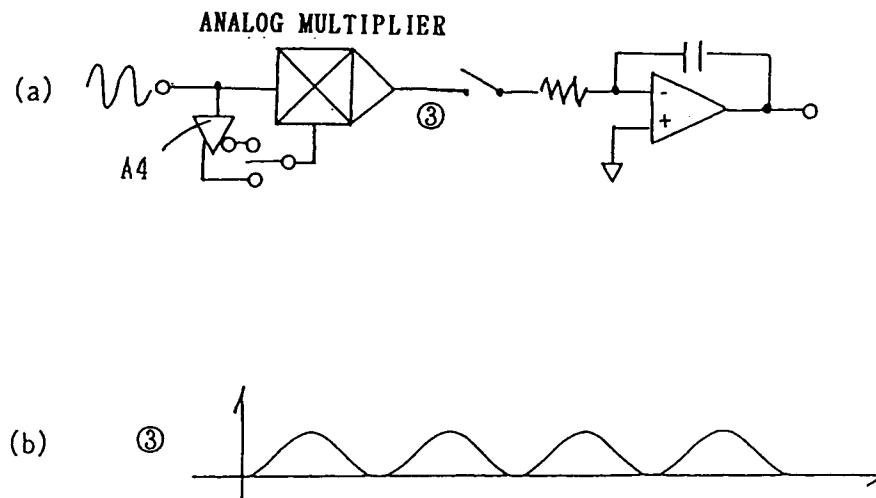 ANALOG MULTIPLIER
(a)
③
A4
-
+
(b)
③